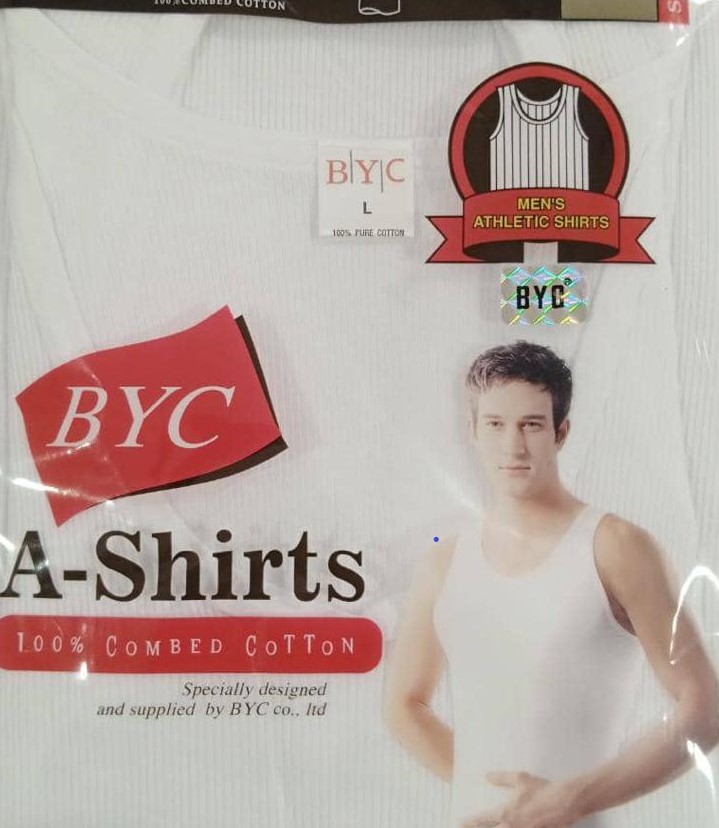 100% COMBED COTTON
S
B|Y|C
L
100% PURE COTTON
MEN'S
ATHLETIC SHIRTS
BYC®
BYC
A-Shirts
100% COMBED COTTON
Specially designed
and supplied by BYC co., ltd